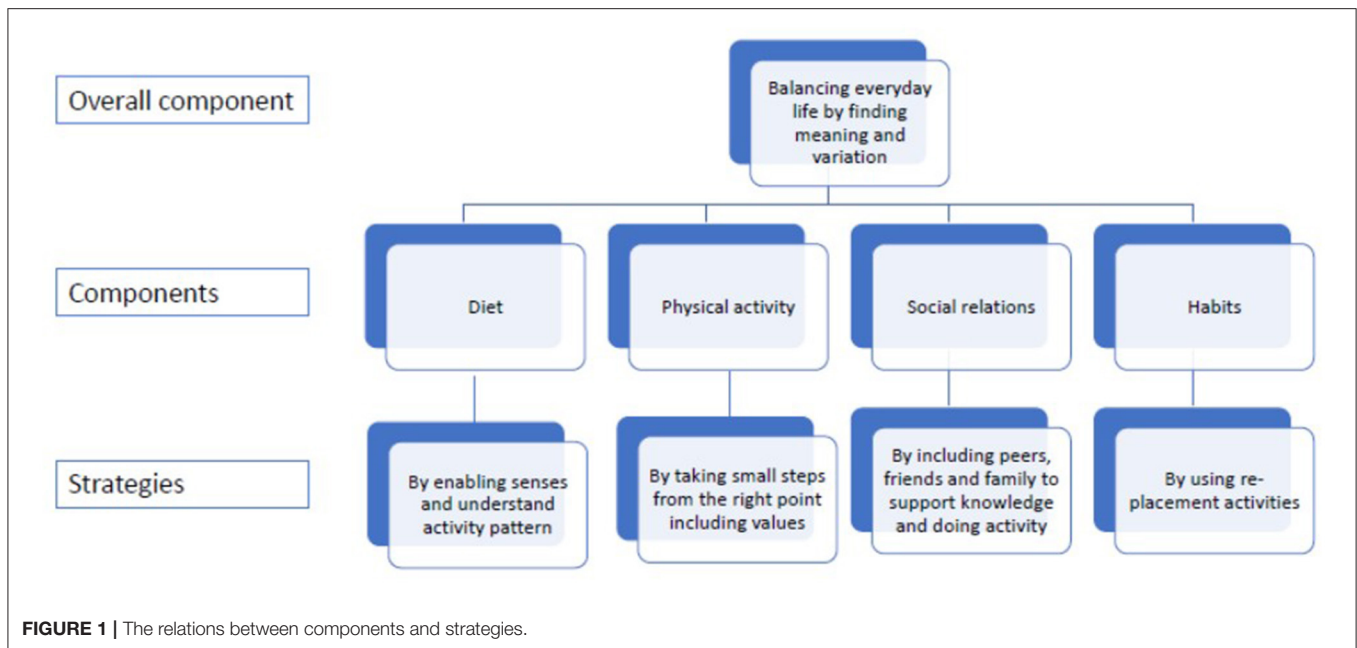 Overall component
Balancing everyday
life by finding
meaning and
variation
Components
Diet
Physical activity
Social relations
Habits
Strategies
By enabling senses
and understand
activity pattern
By taking small steps
from the right point
including values
By including peers,
friends and family to
support knowledge
and doing activity
By using re-
placement activities
FIGURE 1 | The relations between components and strategies.